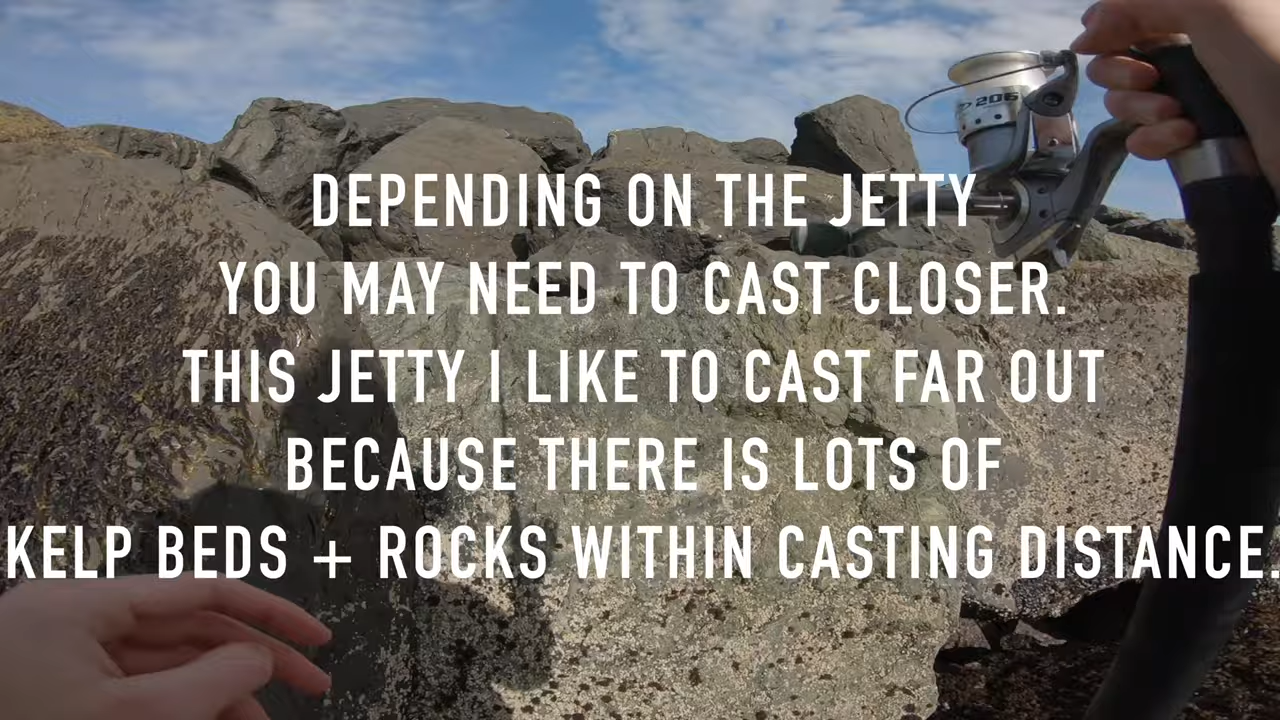 206
DEPENDING ON THE JETTY
YOU MAY NEED TO CAST CLOSER.
THIS JETTY I LIKE TO CAST FAR OUT
BECAUSE THERE IS LOTS OF
KELP BEDS + ROCKS WITHIN CASTING DISTANCE.